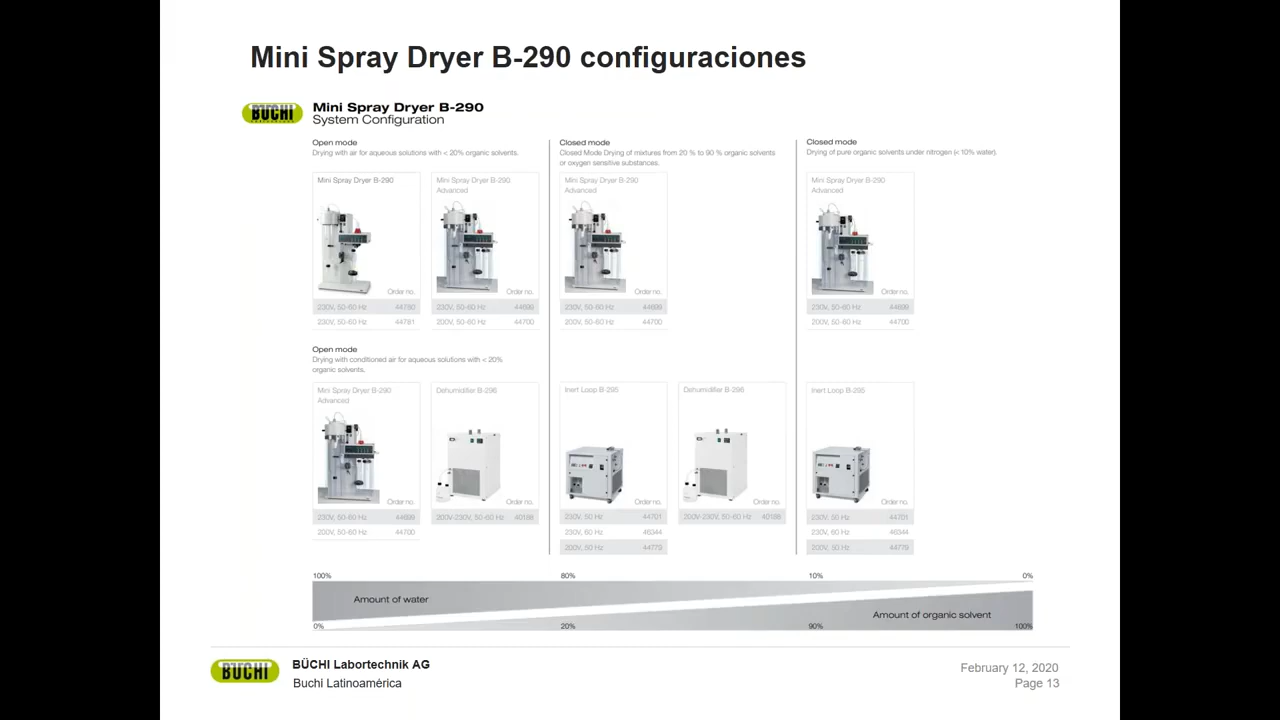 Mini Spray Dryer B-290 configuraciones
BÜCHI
Mini Spray Dryer B-290
System Configuration
Open mode
Drying with air for aqueous solutions with < 20% organic solvents.
Mini Spray Dryer B-290
Order no.
230V, 50-60 Hz 44780
230V, 50-60 Hz 44781
Mini Spray Dryer B-290
Advanced
Order no.
230V, 50-60 Hz 44699
200V, 50-60 Hz 44700
Closed mode
Closed Mode Drying of mixtures from 20 % to 90 % organic solvents
or oxygen sensitive substances.
Mini Spray Dryer B-290
Advanced
Order no.
230V, 50-60 Hz 44699
200V, 50-60 Hz 44700
Closed mode
Drying of pure organic solvents under nitrogen (< 10% water).
Mini Spray Dryer B-290
Advanced
Order no.
230V, 50-60 Hz 44699
200V, 50-60 Hz 44700
Open mode
Drying with conditioned air for aqueous solutions with < 20%
organic solvents.
Mini Spray Dryer B-290
Advanced
Order no.
230V, 50-60 Hz 44699
200V, 50-60 Hz 44700
Dehumidifier B-296
Order no.
200V-230V, 50-60 Hz 40198
Inert Loop B-295
Order no.
230V, 50 Hz 44701
230V, 60 Hz 46344
200V, 50 Hz 44779
Dehumidifier B-296
Order no.
200V-230V, 50-60 Hz 40198
Inert Loop B-295
Order no.
230V, 50 Hz 44701
230V, 60 Hz 46344
200V, 50 Hz 44779
100% 80% 10% 0%
Amount of water
Amount of organic solvent
0% 20% 90% 100%
BÜCHI
BÜCHI Labortechnik AG
Buchi Latinoamérica
February 12, 2020
Page 13